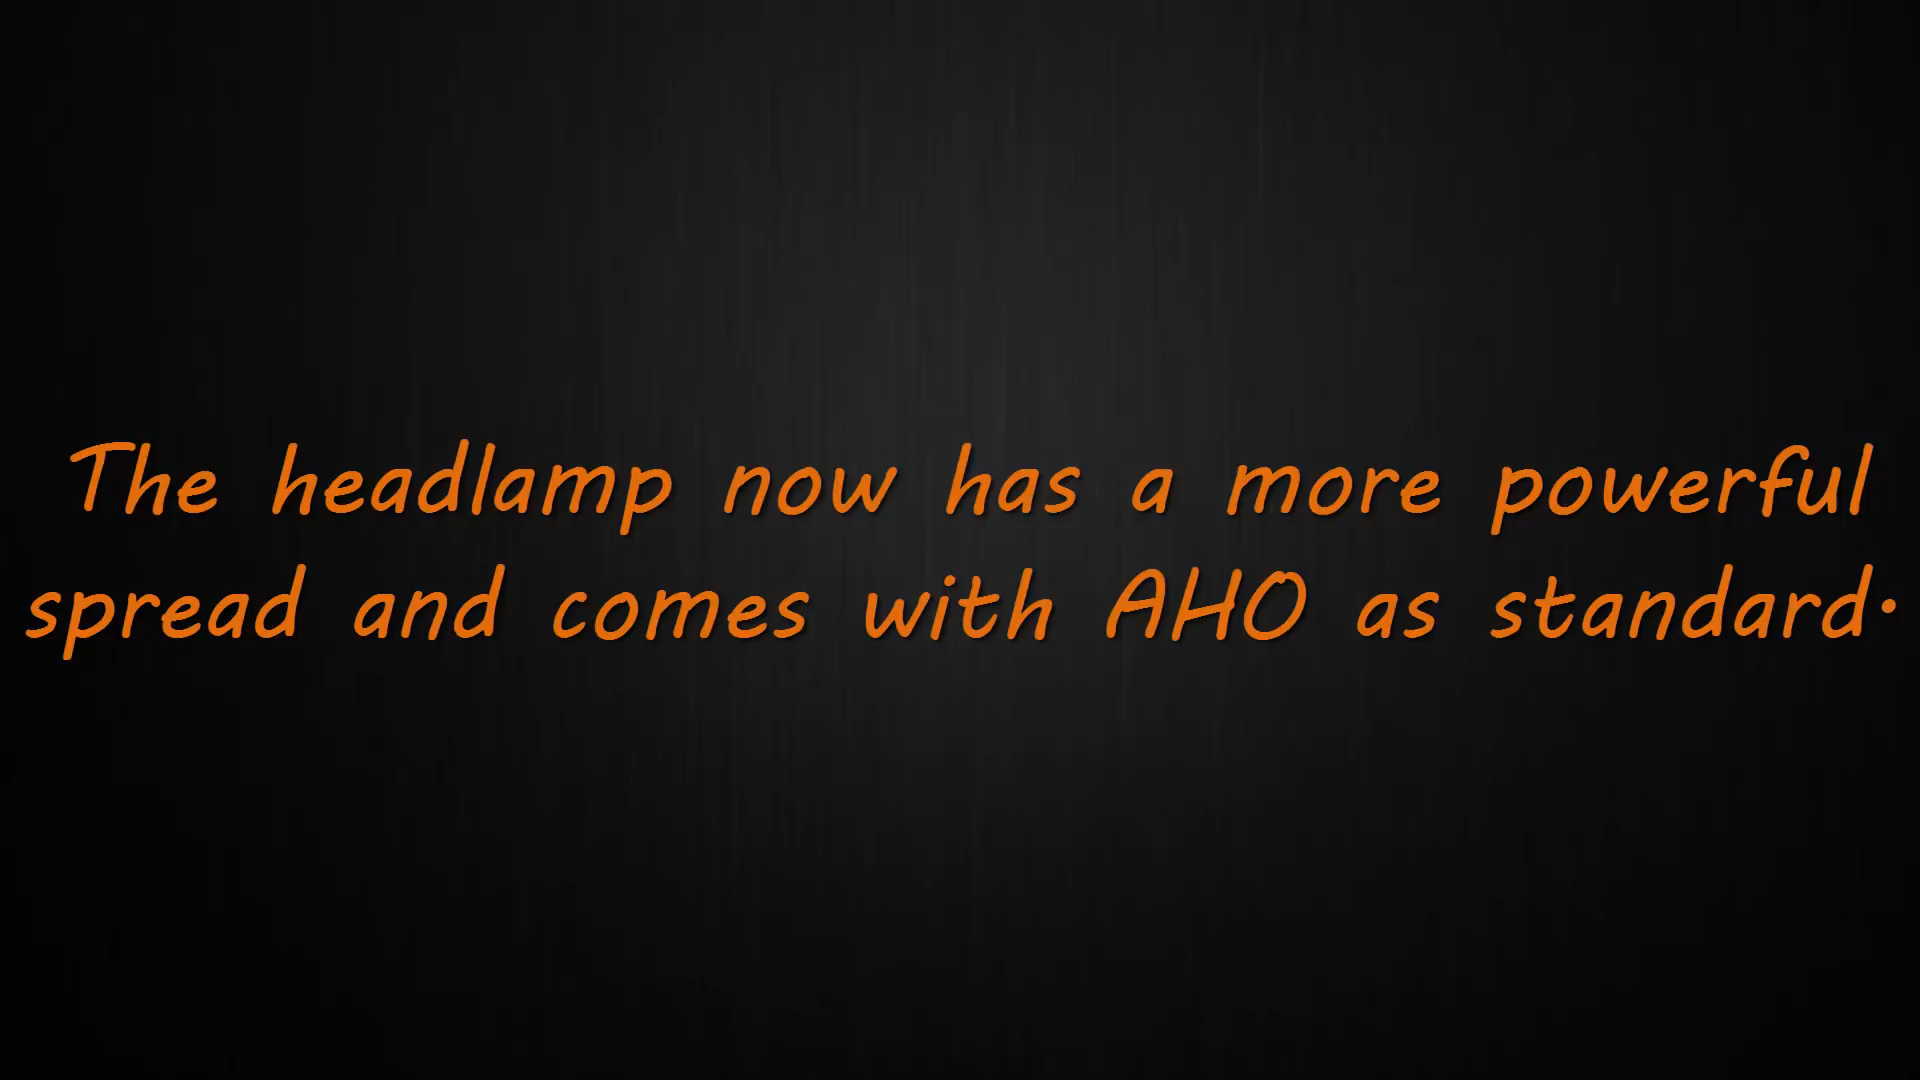 The headlamp now has a more powerful
spread and comes with AHO as standard.